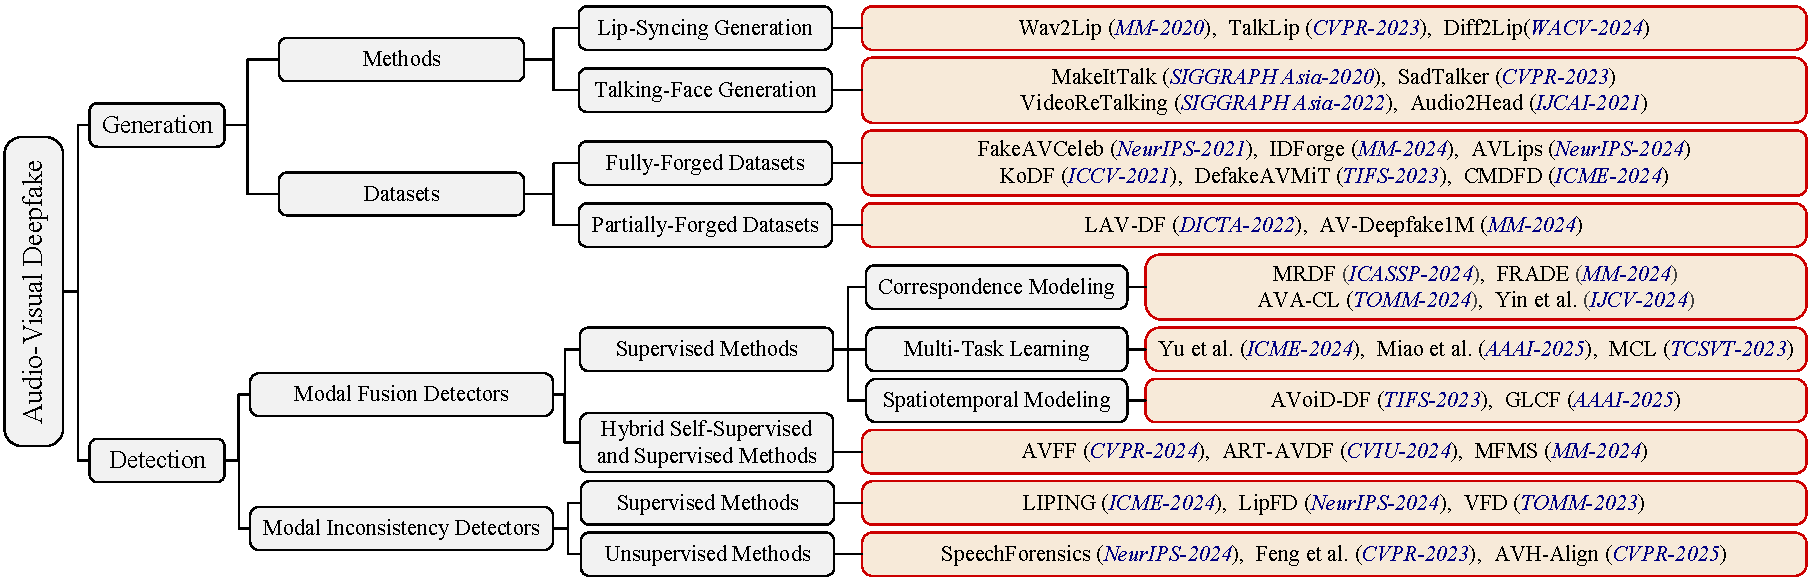 Audio-Visual Deepfake
Generation
Methods
Lip-Syncing Generation
Wav2Lip (MM-2020), TalkLip (CVPR-2023), Diff2Lip(WACV-2024)
Talking-Face Generation
MakeItTalk (SIGGRAPH Asia-2020), SadTalker (CVPR-2023)
VideoReTalking (SIGGRAPH Asia-2022), Audio2Head (IJCAI-2021)
Datasets
Fully-Forged Datasets
FakeAVCeleb (NeurIPS-2021), IDForge (MM-2024), AVLips (NeurIPS-2024)
KoDF (ICCV-2021), DefakeAVMiT (TIFS-2023), CMDFD (ICME-2024)
Partially-Forged Datasets
LAV-DF (DICTA-2022), AV-Deepfake1M (MM-2024)
Detection
Modal Fusion Detectors
Supervised Methods
Correspondence Modeling
MRDF (ICASSP-2024), FRADE (MM-2024)
AVA-CL (TOMM-2024), Yin et al. (IJCV-2024)
Multi-Task Learning
Yu et al. (ICME-2024), Miao et al. (AAAI-2025), MCL (TCSVT-2023)
Spatiotemporal Modeling
AVoiD-DF (TIFS-2023), GLCF (AAAI-2025)
Hybrid Self-Supervised
and Supervised Methods
AVFF (CVPR-2024), ART-AVDF (CVIU-2024), MFMS (MM-2024)
Modal Inconsistency Detectors
Supervised Methods
LIPING (ICME-2024), LipFD (NeurIPS-2024), VFD (TOMM-2023)
Unsupervised Methods
SpeechForensics (NeurIPS-2024), Feng et al. (CVPR-2023), AVH-Align (CVPR-2025)